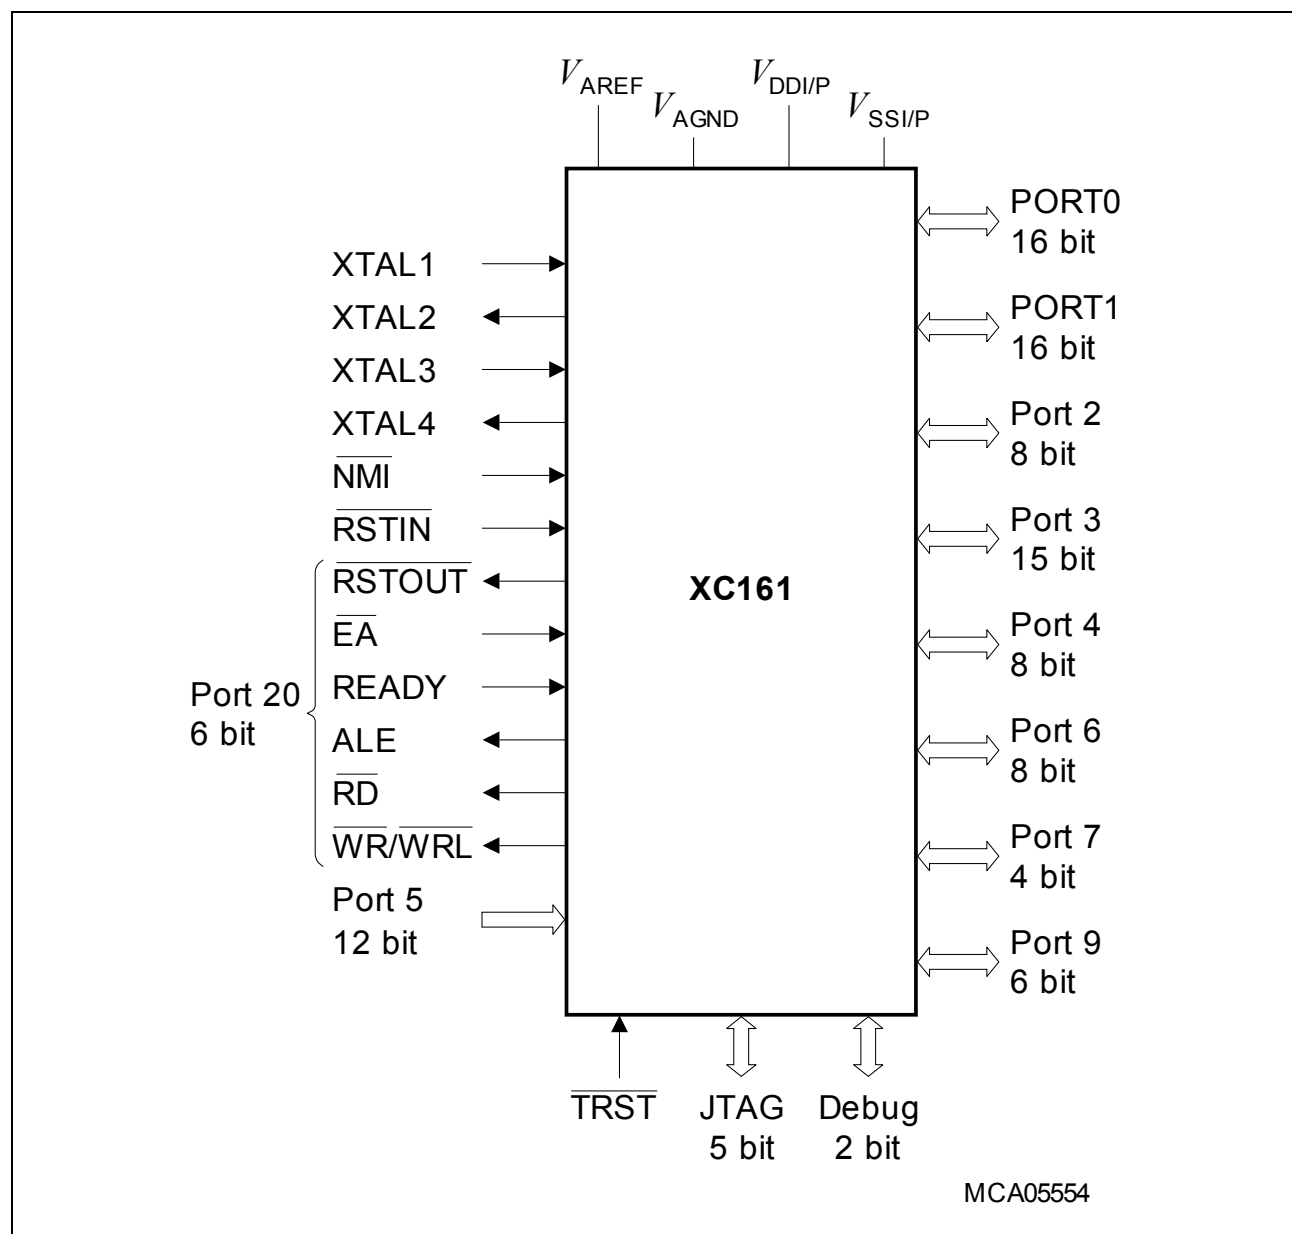 VAREF
VAGND
VDDI/P
VSSI/P
XTAL1
XTAL2
XTAL3
XTAL4
NMI
RSTIN
RSTOUT
EA
READY
ALE
RD
WR/WRL
Port 20
6 bit
Port 5
12 bit
XC161
PORT0
16 bit
PORT1
16 bit
Port 2
8 bit
Port 3
15 bit
Port 4
8 bit
Port 6
8 bit
Port 7
4 bit
Port 9
6 bit
TRST
JTAG
5 bit
Debug
2 bit
MCA05554